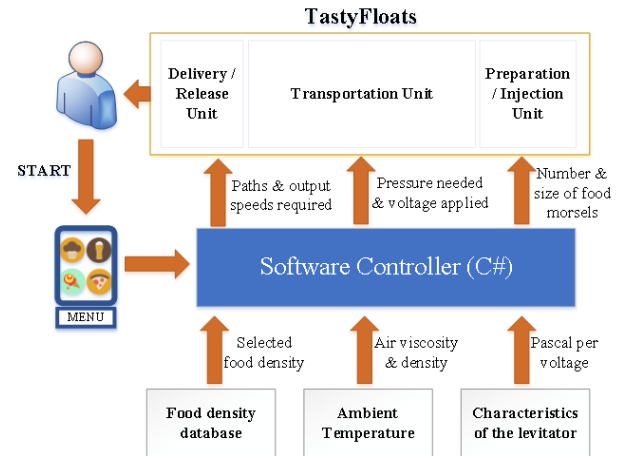 TastyFloats
Delivery /
Release
Unit
Transportation Unit
Preparation
/ Injection
Unit
START
Paths & output
speeds required
Pressure needed
& voltage applied
Number &
size of food
morsels
Software Controller (C#)
MENU
Selected
food density
Air viscosity
& density
Pascal per
voltage
Food density
database
Ambient
Temperature
Characteristics
of the levitator